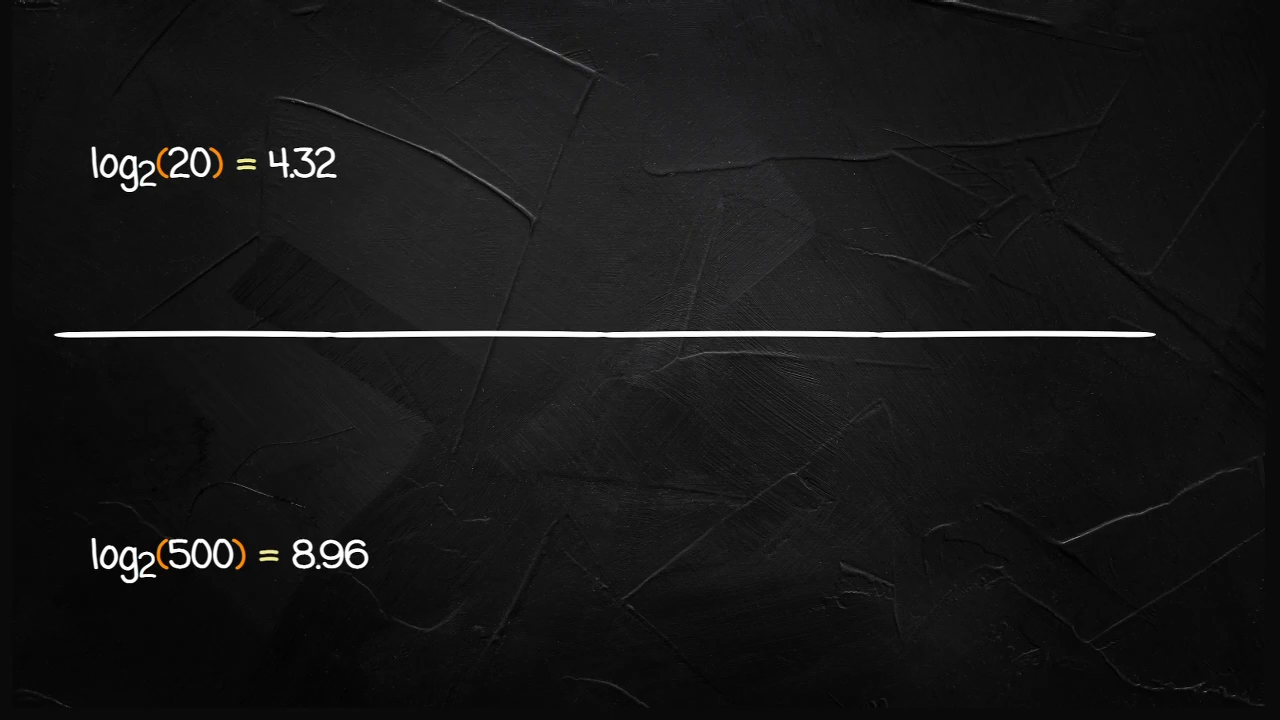 log₂(20) = 4.32
log₂(500) = 8.96